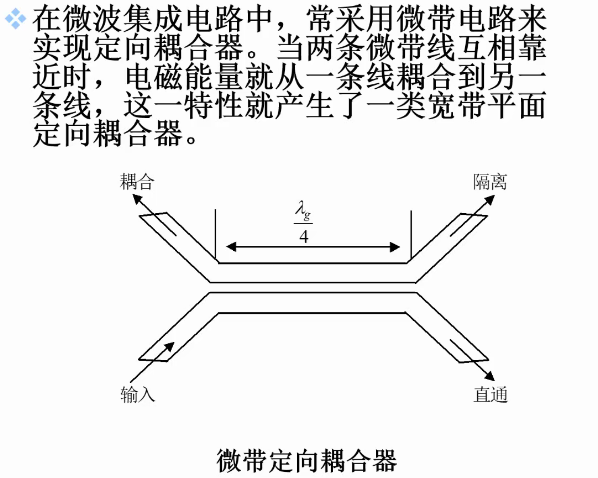 在微波集成电路中，常采用微带电路来
实现定向耦合器。当两条微带线互相靠
近时，电磁能量就从一条线耦合到另一
条线，这一特性就产生了一类宽带平面
定向耦合器。
耦合
隔离
λg
4
输入
直通
微带定向耦合器